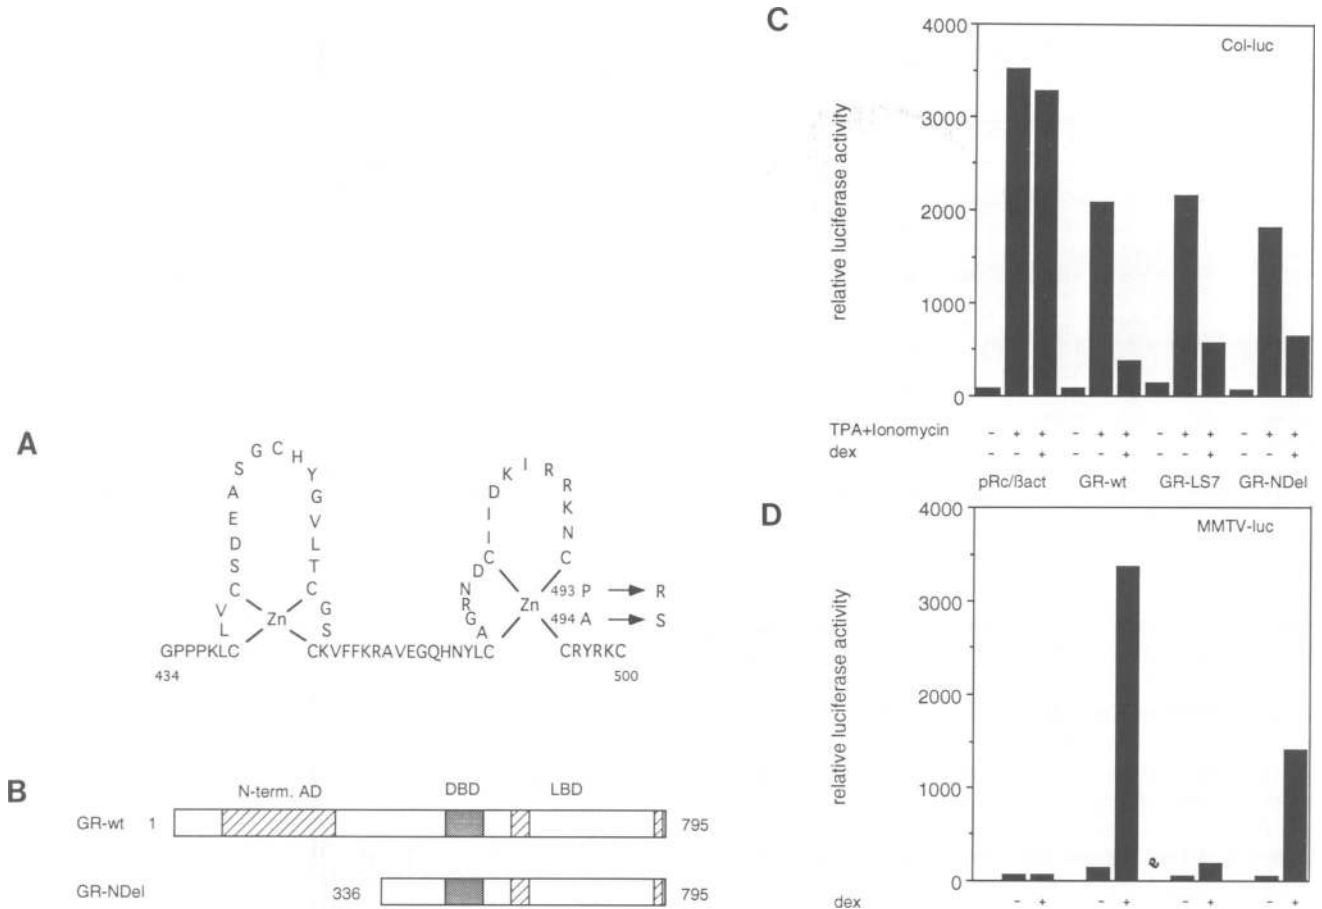 A
S G C H
A Y
E G
D V
S L
C T
V C
L Zn G
S
GPPPKLC
CKVFFKRAVEGQHNYLC
CRYRKC
434
500
D K I R R
I K
I N
D C
N C
R
G
A
Zn
493 P R
494 A S
B
N-term. AD DBD LBD
GR-wt 1 795
GR-NDel 336 795
C
Col-luc
relative luciferase activity
4000
3000
2000
1000
0
TPA+Ionomycin - + + - + + - + + - + +
dex - - + - - + - - + - - +
pRc/ßact GR-wt GR-LS7 GR-NDel
D
MMTV-luc
relative luciferase activity
4000
3000
2000
1000
0
dex - + - + - + - +